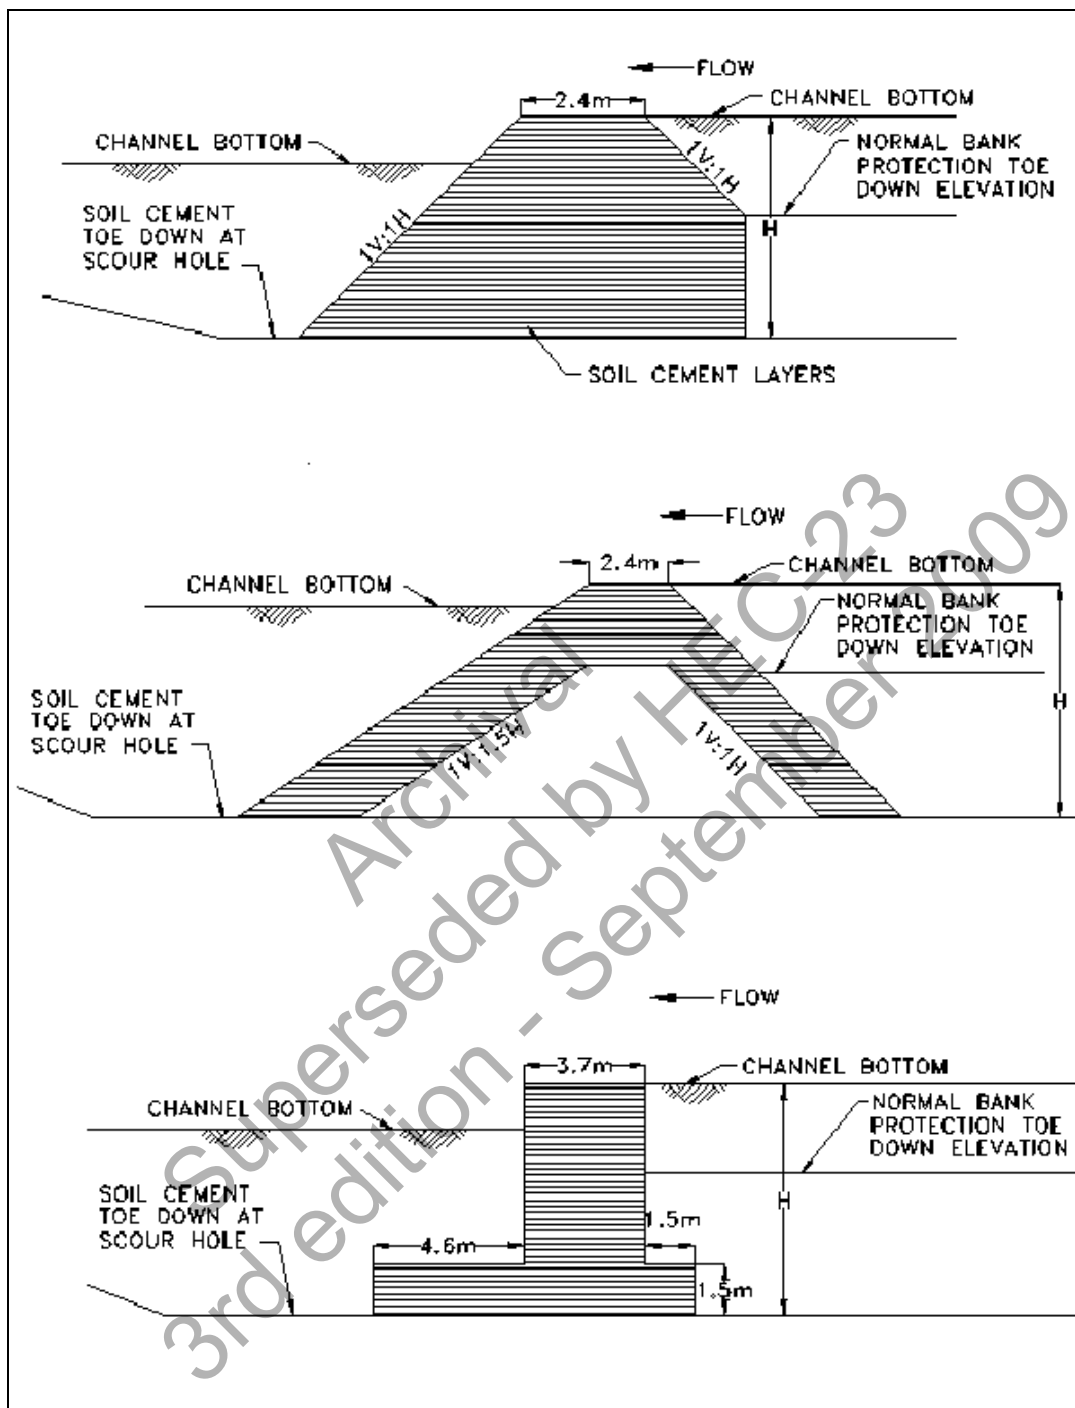 FLOW
2.4m
CHANNEL BOTTOM
CHANNEL BOTTOM
NORMAL BANK
PROTECTION TOE
DOWN ELEVATION
1V:1H
SOIL CEMENT
TOE DOWN AT
SCOUR HOLE
1V:1H
H
SOIL CEMENT LAYERS
FLOW
2.4m
CHANNEL BOTTOM
CHANNEL BOTTOM
NORMAL BANK
PROTECTION TOE
DOWN ELEVATION
SOIL CEMENT
TOE DOWN AT
SCOUR HOLE
1V:1.5H
1V:1H
H
Archival
Superseded by HEC-23
3rd edition - September 2009
FLOW
3.7m
CHANNEL BOTTOM
CHANNEL BOTTOM
NORMAL BANK
PROTECTION TOE
DOWN ELEVATION
SOIL CEMENT
TOE DOWN AT
SCOUR HOLE
4.6m
1.5m
1.5m
H